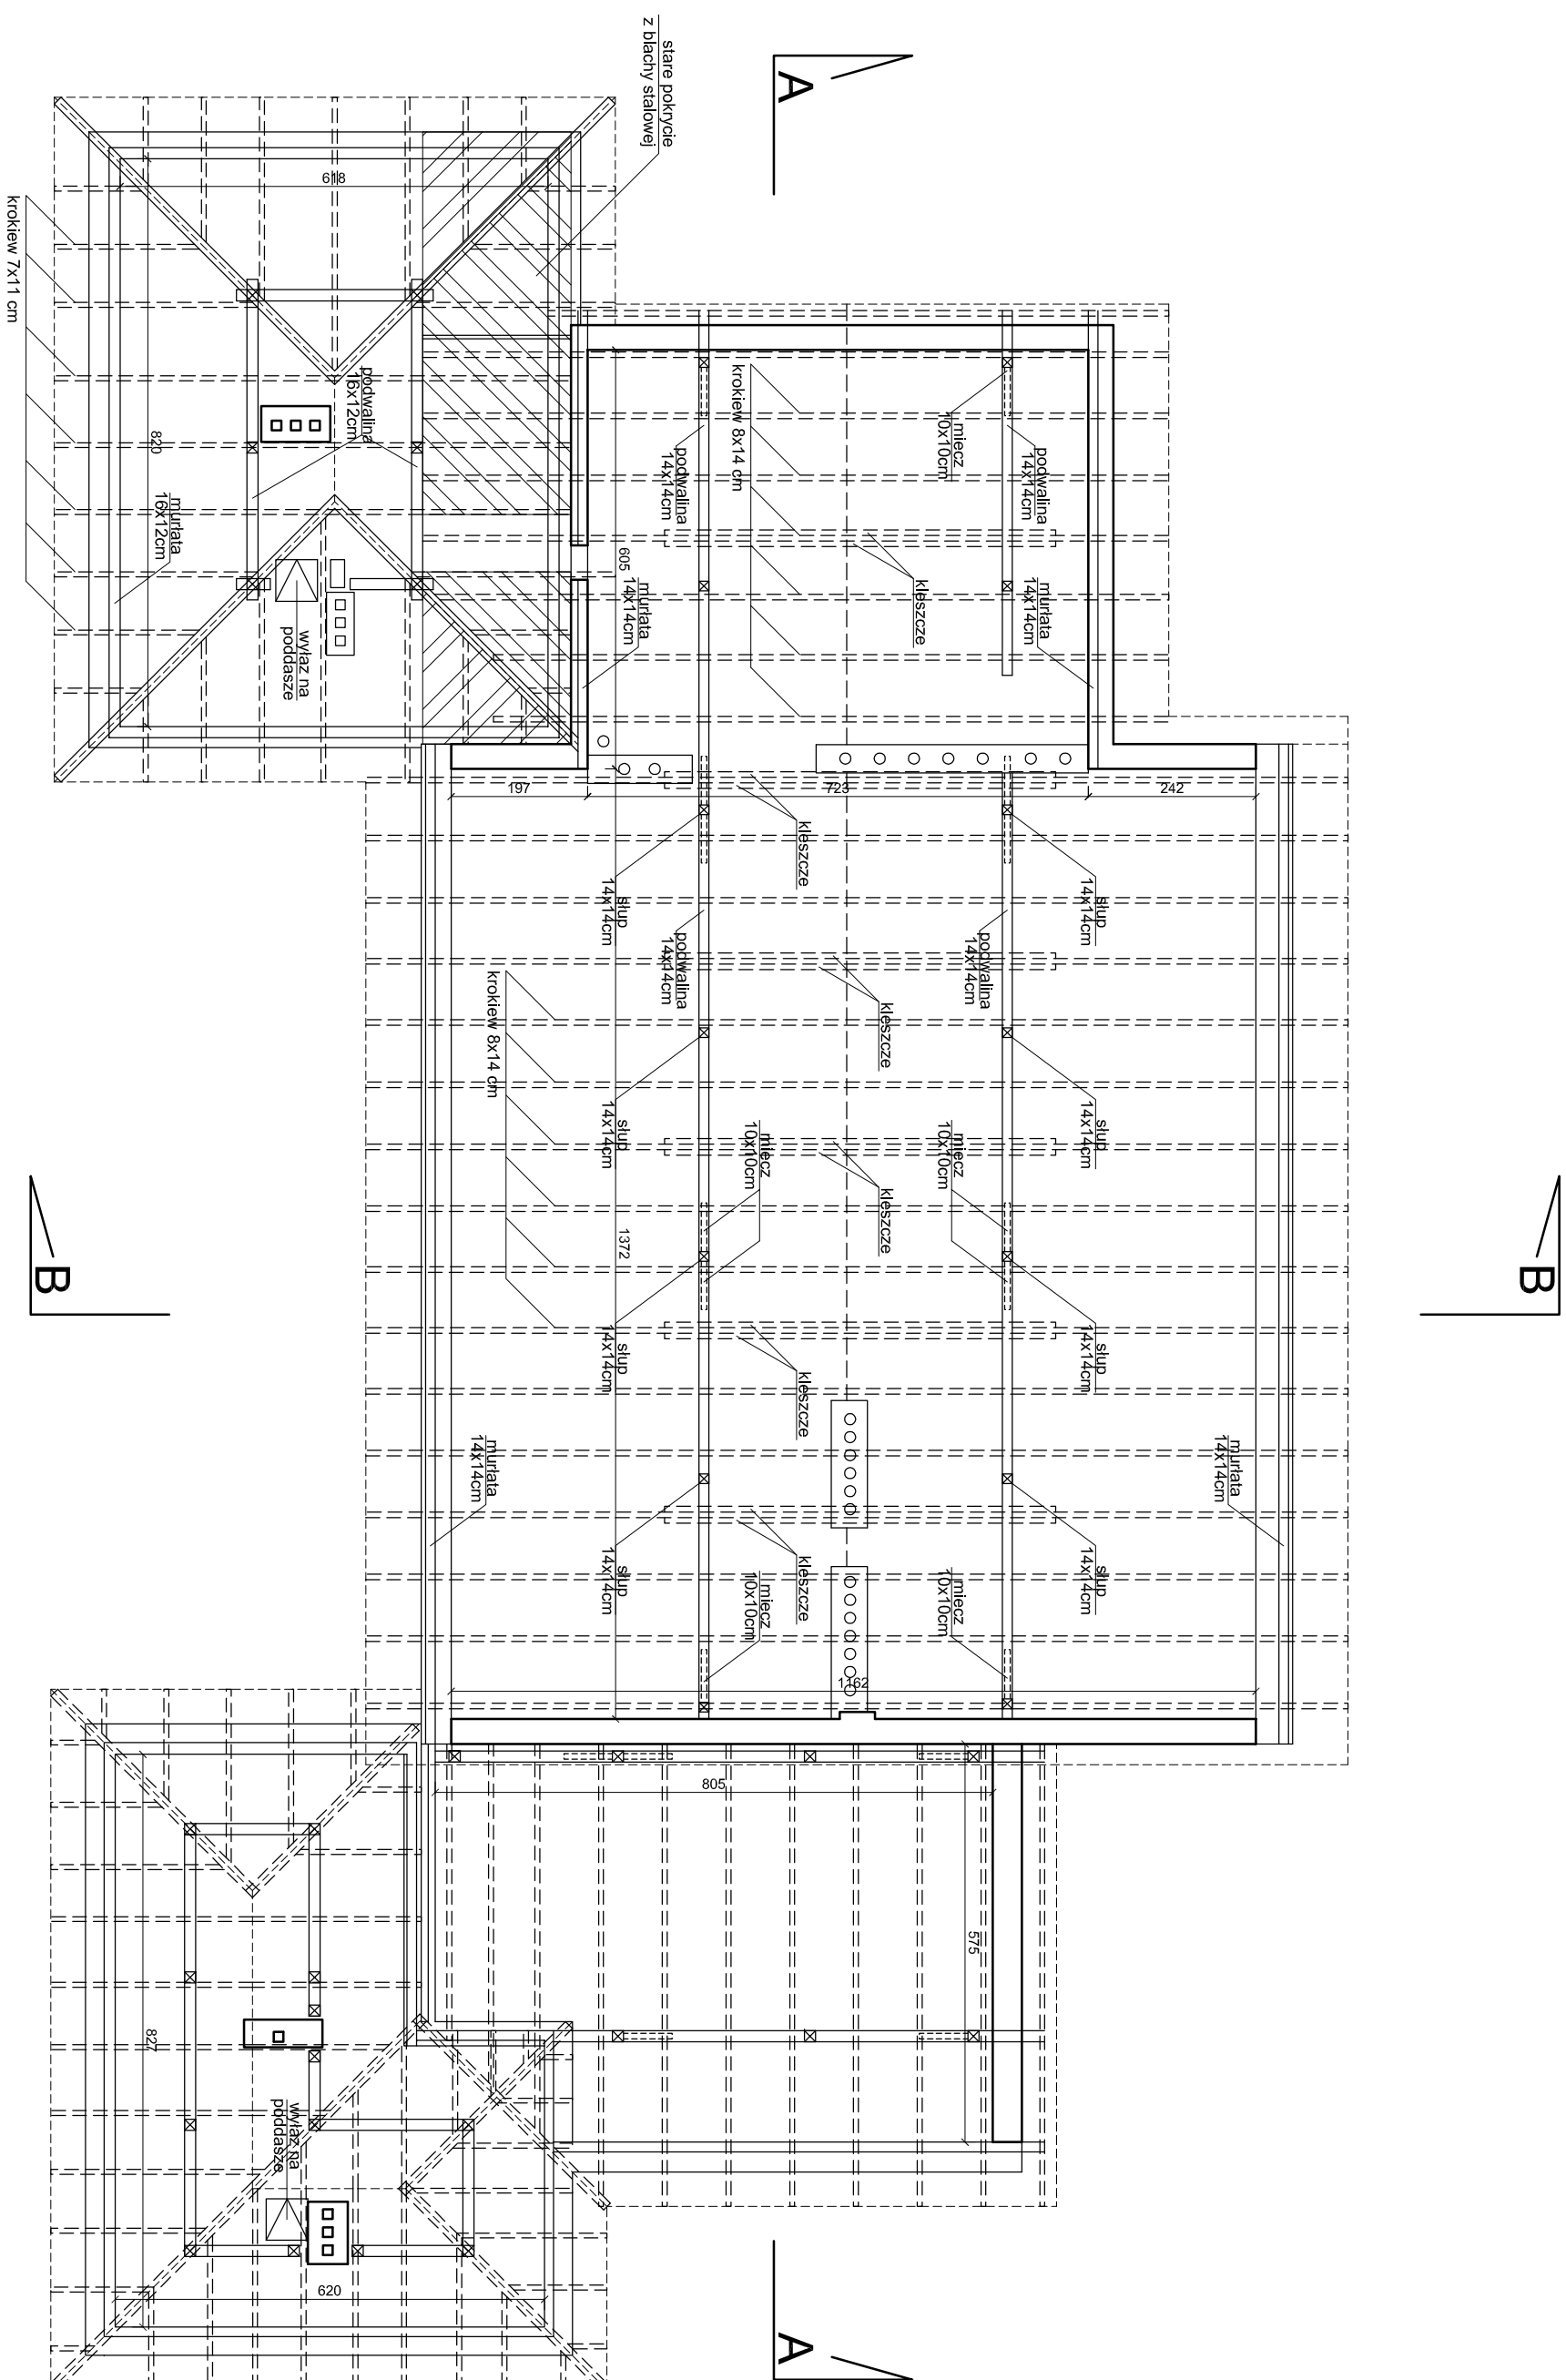 A
stare pokrycie
z blachy stalowej
618
krokiew 7x11 cm
podwalina
16x12cm
820
murłata
16x12cm
wyłaz na
poddasze
miecz
10x10cm
podwalina
14x14cm
podwalina
14x14cm
krokiew 8x14 cm
kleszcze
605
murłata
14x14cm
murłata
14x14cm
197
723
242
kleszcze
słup
14x14cm
słup
14x14cm
podwalina
14x14cm
podwalina
14x14cm
kleszcze
krokiew 8x14 cm
słup
14x14cm
słup
14x14cm
miecz
10x10cm
miecz
10x10cm
kleszcze
1372
B
B
słup
14x14cm
słup
14x14cm
kleszcze
murłata
14x14cm
murłata
14x14cm
słup
14x14cm
słup
14x14cm
kleszcze
miecz
10x10cm
miecz
10x10cm
1162
805
575
827
wyłaz na
poddasze
620
A